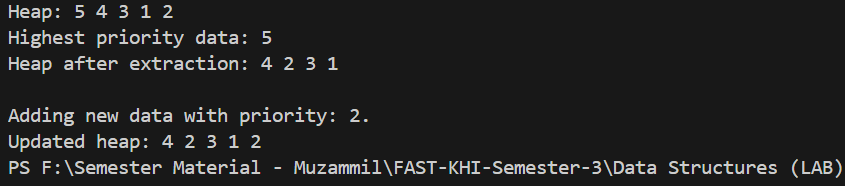 Heap: 5 4 3 1 2
Highest priority data: 5
Heap after extraction: 4 2 3 1
Adding new data with priority: 2.
Updated heap: 4 2 3 1 2
PS F:\Semester Material - Muzammil\FAST-KHI-Semester-3\Data Structures (LAB)